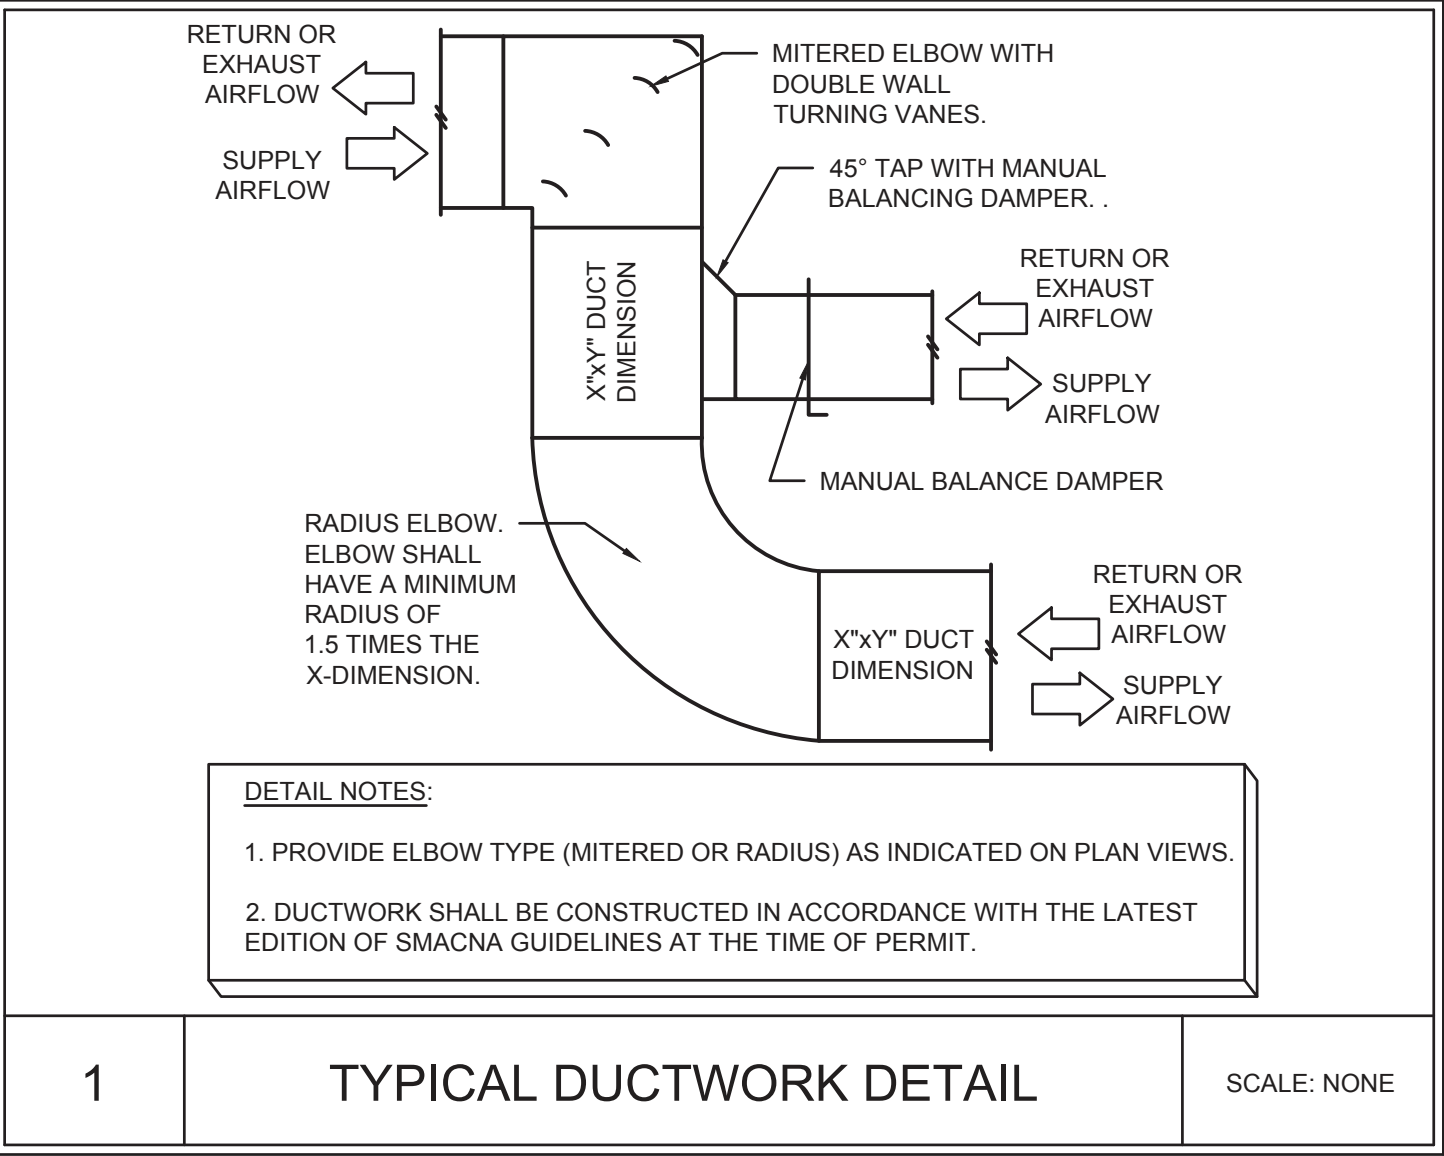 RETURN OR
EXHAUST
AIRFLOW
SUPPLY
AIRFLOW
MITERED ELBOW WITH
DOUBLE WALL
TURNING VANES.
45° TAP WITH MANUAL
BALANCING DAMPER. .
X"xY" DUCT
DIMENSION
RETURN OR
EXHAUST
AIRFLOW
SUPPLY
AIRFLOW
MANUAL BALANCE DAMPER
RADIUS ELBOW.
ELBOW SHALL
HAVE A MINIMUM
RADIUS OF
1.5 TIMES THE
X-DIMENSION.
X"xY" DUCT
DIMENSION
RETURN OR
EXHAUST
AIRFLOW
SUPPLY
AIRFLOW
DETAIL NOTES:
1. PROVIDE ELBOW TYPE (MITERED OR RADIUS) AS INDICATED ON PLAN VIEWS.
2. DUCTWORK SHALL BE CONSTRUCTED IN ACCORDANCE WITH THE LATEST
EDITION OF SMACNA GUIDELINES AT THE TIME OF PERMIT.
1
TYPICAL DUCTWORK DETAIL
SCALE: NONE